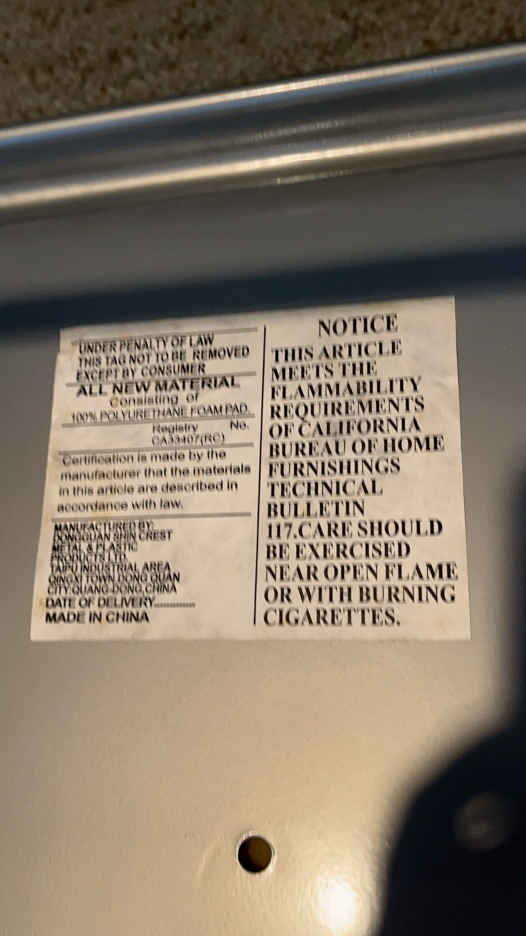 UNDER PENALTY OF LAW
THIS TAG NOT TO BE REMOVED
EXCEPT BY CONSUMER
ALL NEW MATERIAL
Consisting of
100% POLYURETHANE FOAM PAD.
Registry No.
CA33407(RC)
Certification is made by the
manufacturer that the materials
in this article are described in
accordance with law.
MANUFACTURED BY:
DONGGUAN SHIN CREST
METAL & PLASTIC
PRODUCTS LTD.
TAIPU INDUSTRIAL AREA
QINGXI TOWN DONG QUAN
CITY QUANG-DONG,CHINA
DATE OF DELIVERY............
MADE IN CHINA
NOTICE
THIS ARTICLE
MEETS THE
FLAMMABILITY
REQUIREMENTS
OF CALIFORNIA
BUREAU OF HOME
FURNISHINGS
TECHNICAL
BULLETIN
117.CARE SHOULD
BE EXERCISED
NEAR OPEN FLAME
OR WITH BURNING
CIGARETTES.